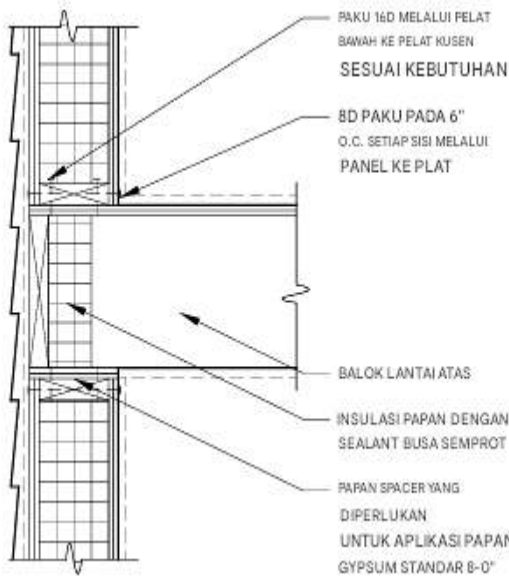 PAKU 16D MELALUI PELAT
BAWAH KE PELAT KUSEN
SESUAI KEBUTUHAN
8D PAKU PADA 6"
O.C. SETIAP SISI MELALUI
PANEL KE PLAT
BALOK LANTAI ATAS
INSULASI PAPAN DENGAN
SEALANT BUSA SEMPROT
PAPAN SPACER YANG
DIPERLUKAN
UNTUK APLIKASI PAPAN
GYPSUM STANDAR 8-0"